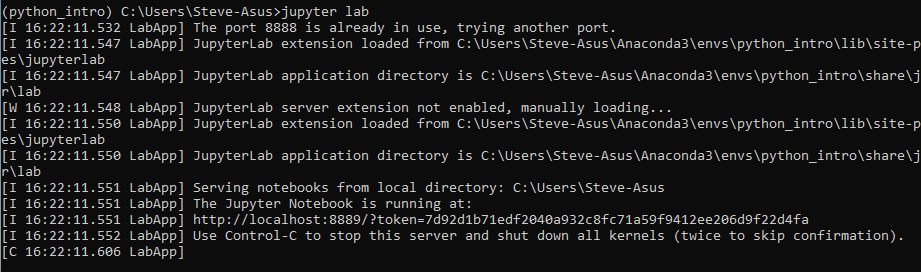 (python_intro) C:\Users\Steve-Asus>jupyter lab
[I 16:22:11.532 LabApp] The port 8888 is already in use, trying another port.
[I 16:22:11.547 LabApp] JupyterLab extension loaded from C:\Users\Steve-Asus\Anaconda3\envs\python_intro\lib\site-p
es\jupyterlab
[I 16:22:11.547 LabApp] JupyterLab application directory is C:\Users\Steve-Asus\Anaconda3\envs\python_intro\share\j
r\lab
[W 16:22:11.548 LabApp] JupyterLab server extension not enabled, manually loading...
[I 16:22:11.550 LabApp] JupyterLab extension loaded from C:\Users\Steve-Asus\Anaconda3\envs\python_intro\lib\site-p
es\jupyterlab
[I 16:22:11.550 LabApp] JupyterLab application directory is C:\Users\Steve-Asus\Anaconda3\envs\python_intro\share\j
r\lab
[I 16:22:11.551 LabApp] Serving notebooks from local directory: C:\Users\Steve-Asus
[I 16:22:11.551 LabApp] The Jupyter Notebook is running at:
[I 16:22:11.551 LabApp] http://localhost:8889/?token=7d92d1b71edf2040a932c8fc71a59f9412ee206d9f22d4fa
[I 16:22:11.552 LabApp] Use Control-C to stop this server and shut down all kernels (twice to skip confirmation).
[C 16:22:11.606 LabApp]